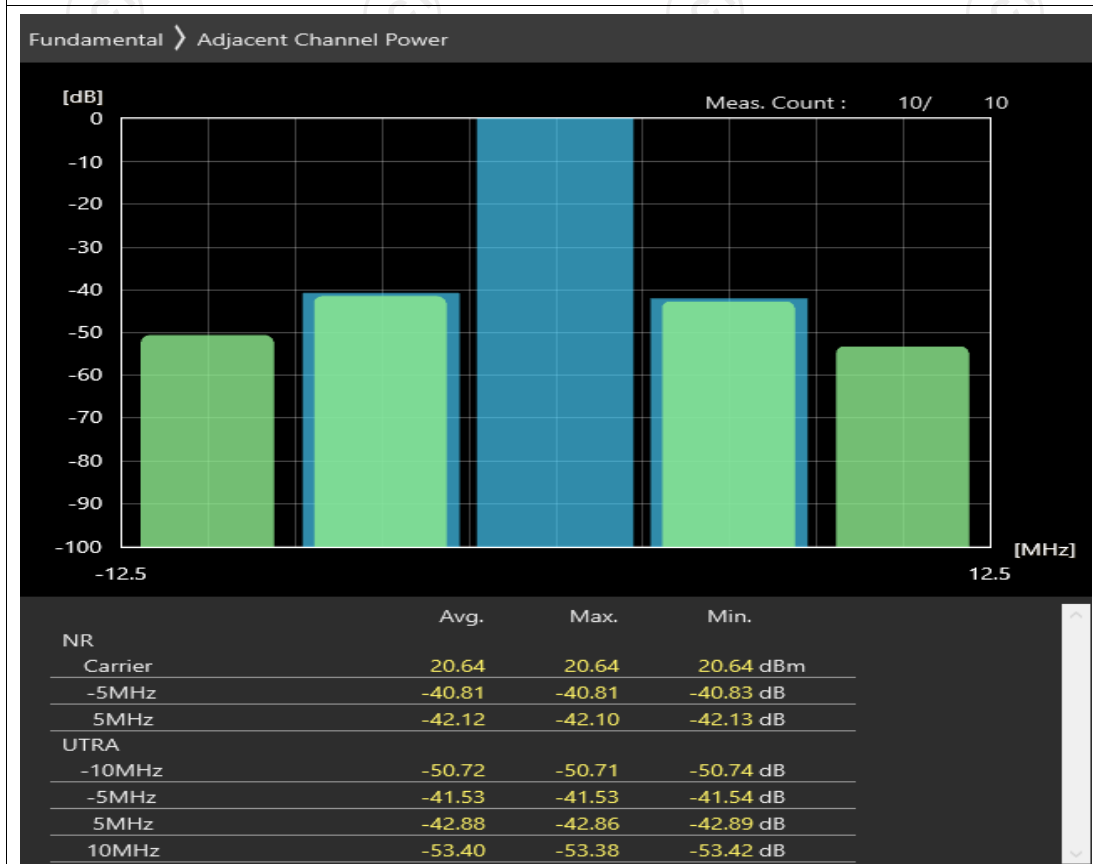 Fundamental 〉 Adjacent Channel Power
[dB]
Meas. Count : 10/ 10
0
-10
-20
-30
-40
-50
-60
-70
-80
-90
-100
[MHz]
-12.5 12.5
Avg. Max. Min.
NR
Carrier 20.64 20.64 20.64 dBm
-5MHz -40.81 -40.81 -40.83 dB
5MHz -42.12 -42.10 -42.13 dB
UTRA
-10MHz -50.72 -50.71 -50.74 dB
-5MHz -41.53 -41.53 -41.54 dB
5MHz -42.88 -42.86 -42.89 dB
10MHz -53.40 -53.38 -53.42 dB